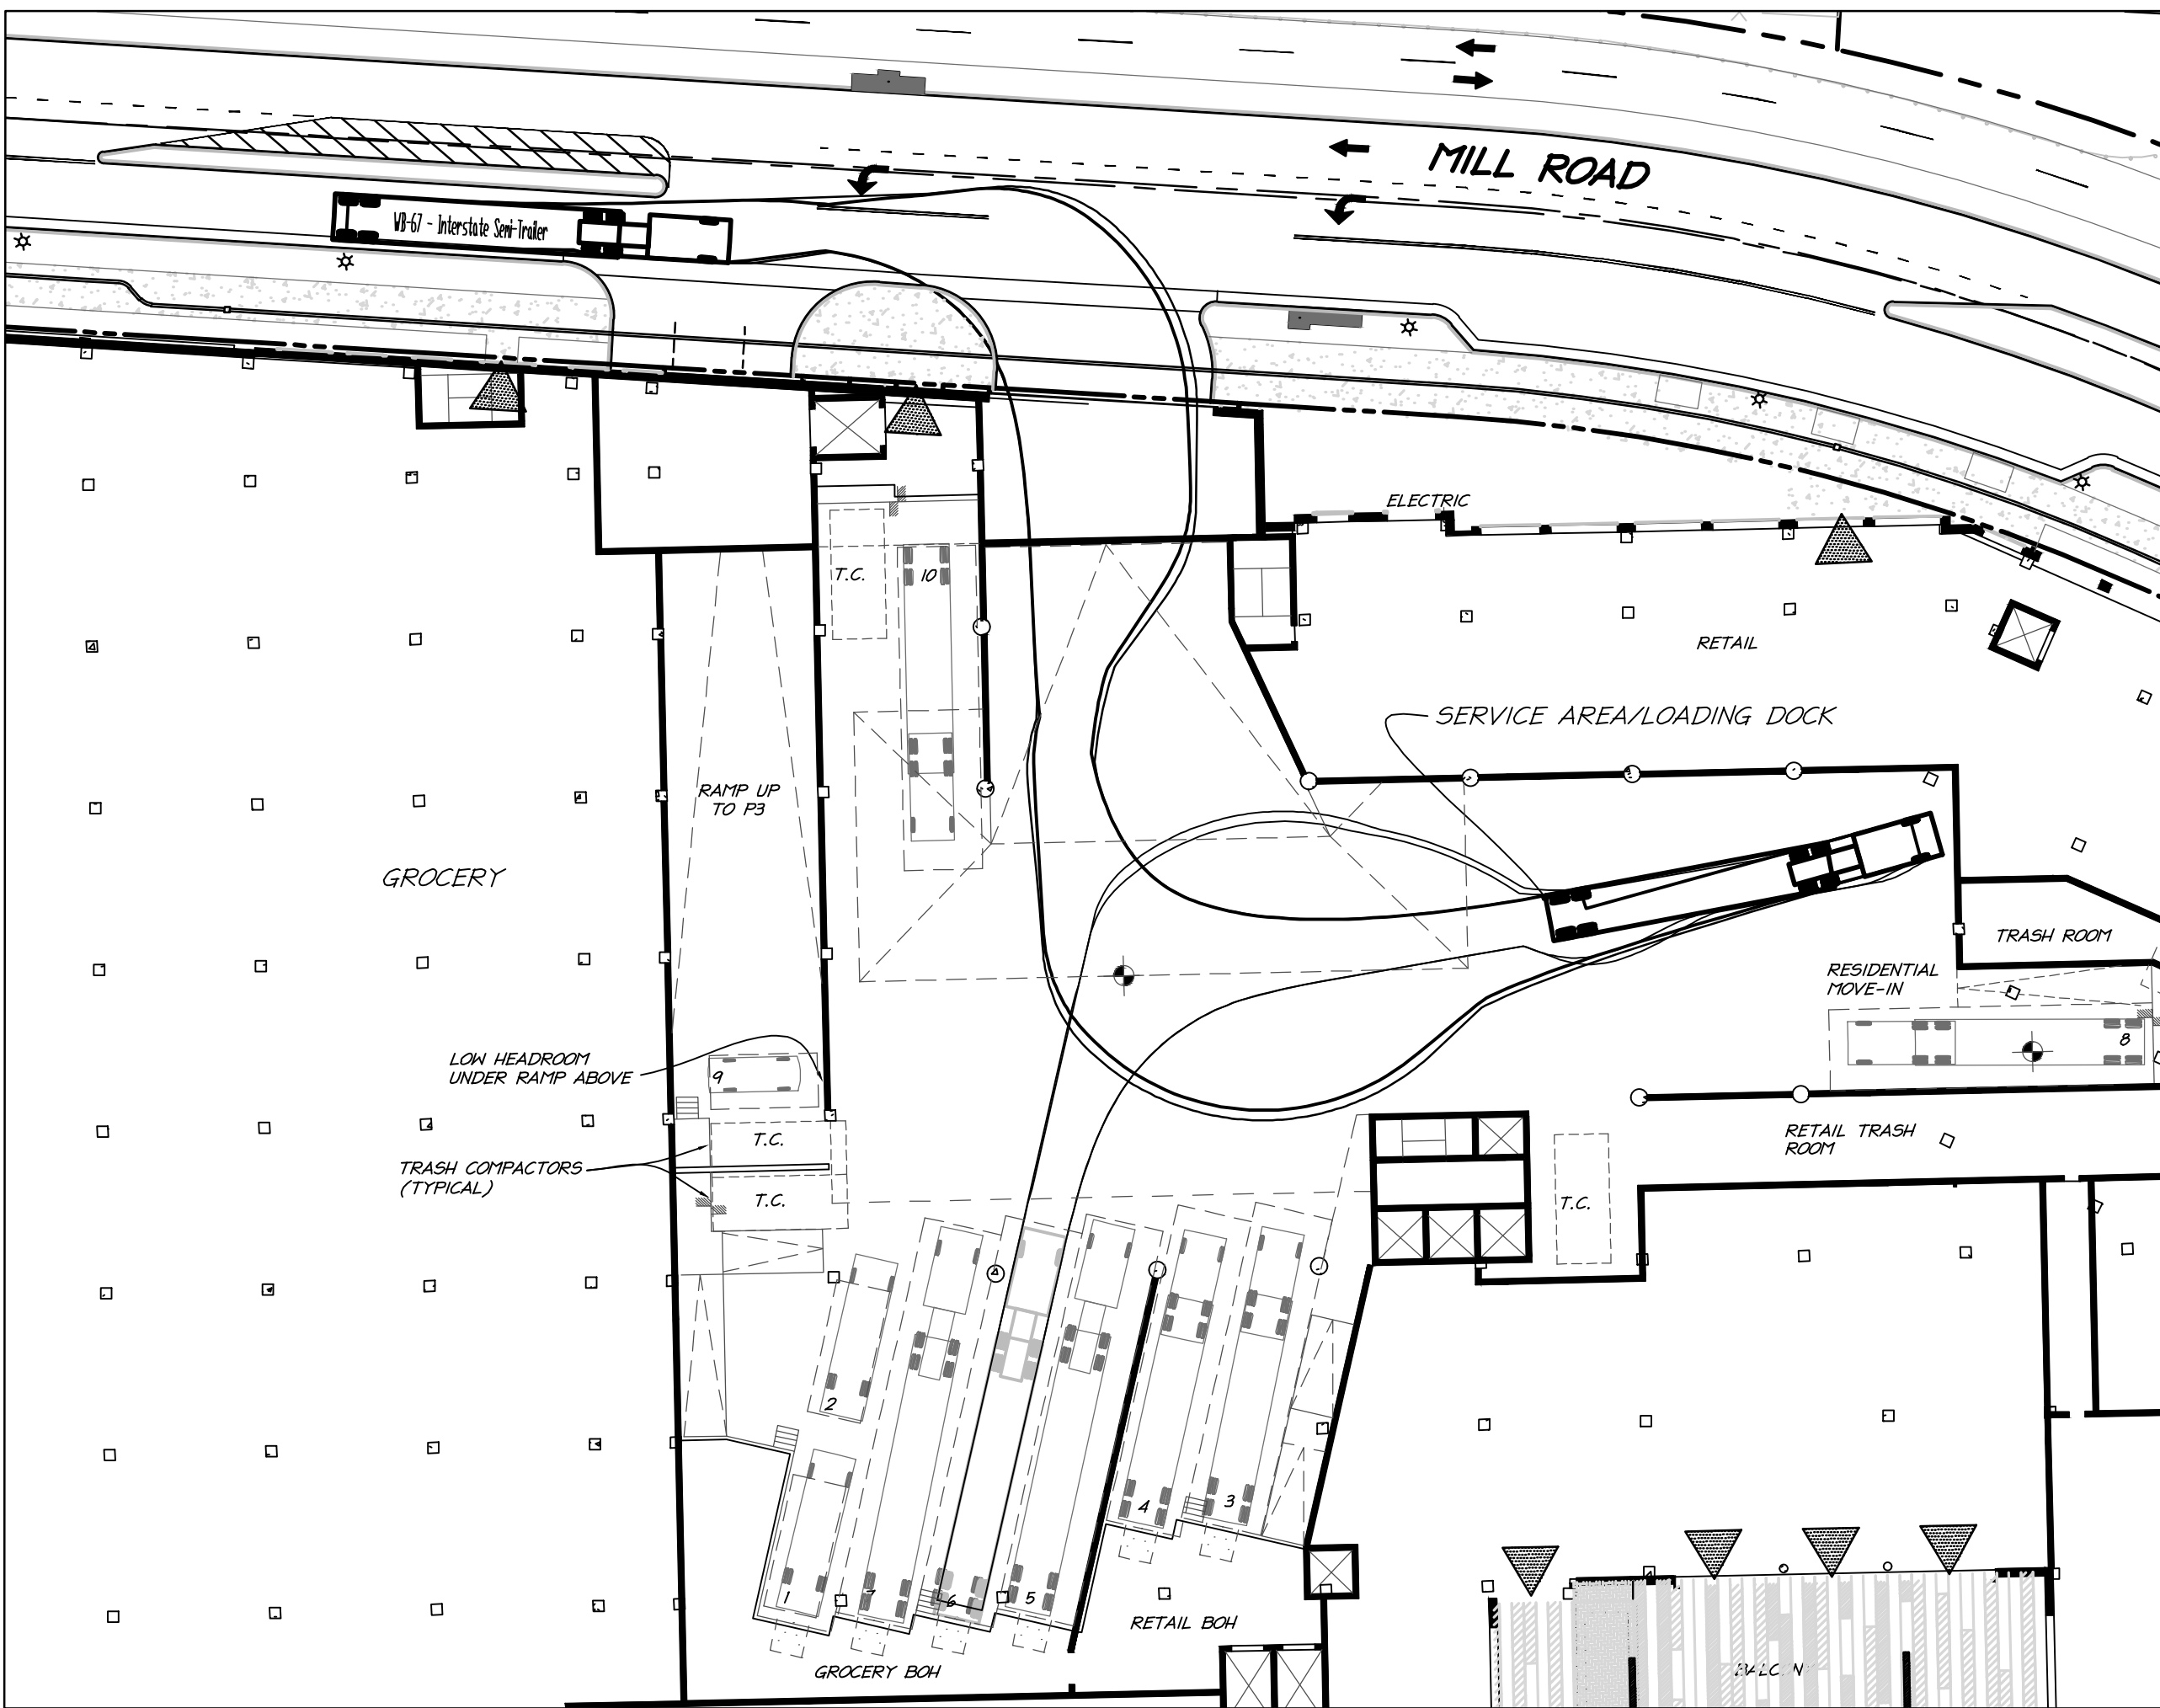 MILL ROAD
WB-67 - Interstate Semi-Trailer
ELECTRIC
T.C.
10
RETAIL
SERVICE AREA/LOADING DOCK
RAMP UP
TO P3
GROCERY
TRASH ROOM
RESIDENTIAL
MOVE-IN
8
LOW HEADROOM
UNDER RAMP ABOVE
9
T.C.
RETAIL TRASH
ROOM
TRASH COMPACTORS
(TYPICAL)
T.C.
T.C.
2
4
3
1
7
6
5
RETAIL BOH
GROCERY BOH
BALCONY